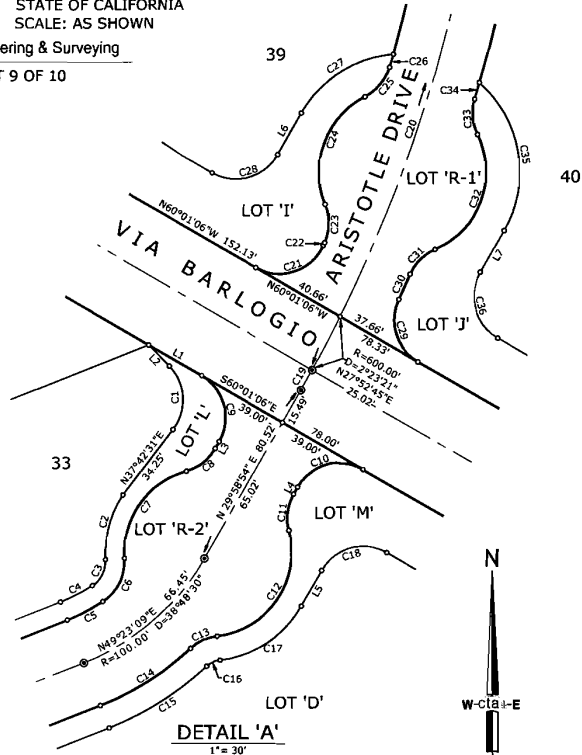 STATE OF CALIFORNIA
SCALE: AS SHOWN
ering & Surveying
9 OF 10
39
C27
C26
C25
C34
C20
C24
C33
C35
L6
C28
ARISTOTLE DRIVE
LOT 'R-1'
40
LOT 'I'
C32
N60°01'06"W 152.13'
C23
C22
C21
C31
L7
C30
VIA BARLOGIO
40.66'
N60°01'06"W
C36
LOT 'J'
C29
37.66'
78.33'
R=600.00'
D=2°23'21"
N27°52'45"E
25.02'
L2
L1
C19
S60°01'06"E
39.00'
15.49'
C1
C9
LOT 'L'
78.00'
39.00'
L3
N 29°58'54" E 80.52'
65.02'
33
N37°42'31"E
34.25'
C8
C10
L4
C7
C11
LOT 'M'
C2
LOT 'R-2'
C18
C3
C6
C4
C5
N49°23'09"E 66.45'
R=100.00' D=38°48'30"
C12
L5
C13
C17
C14
C16
C15
LOT 'D'
N
W-cta-E
DETAIL 'A'
1"= 30'